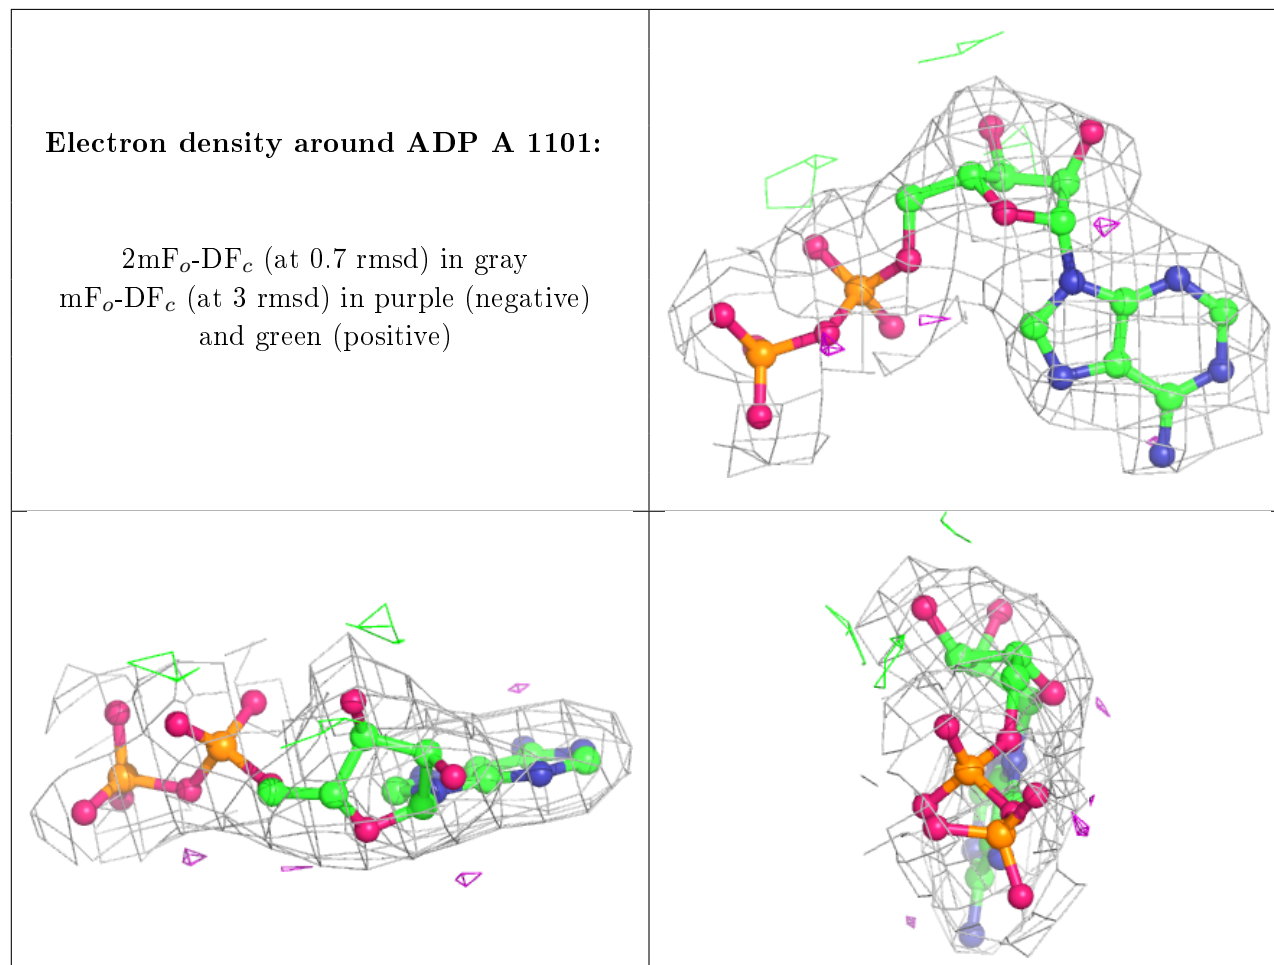 Electron density around ADP A 1101:
2mFo-DFc (at 0.7 rmsd) in gray
mFo-DFc (at 3 rmsd) in purple (negative)
and green (positive)